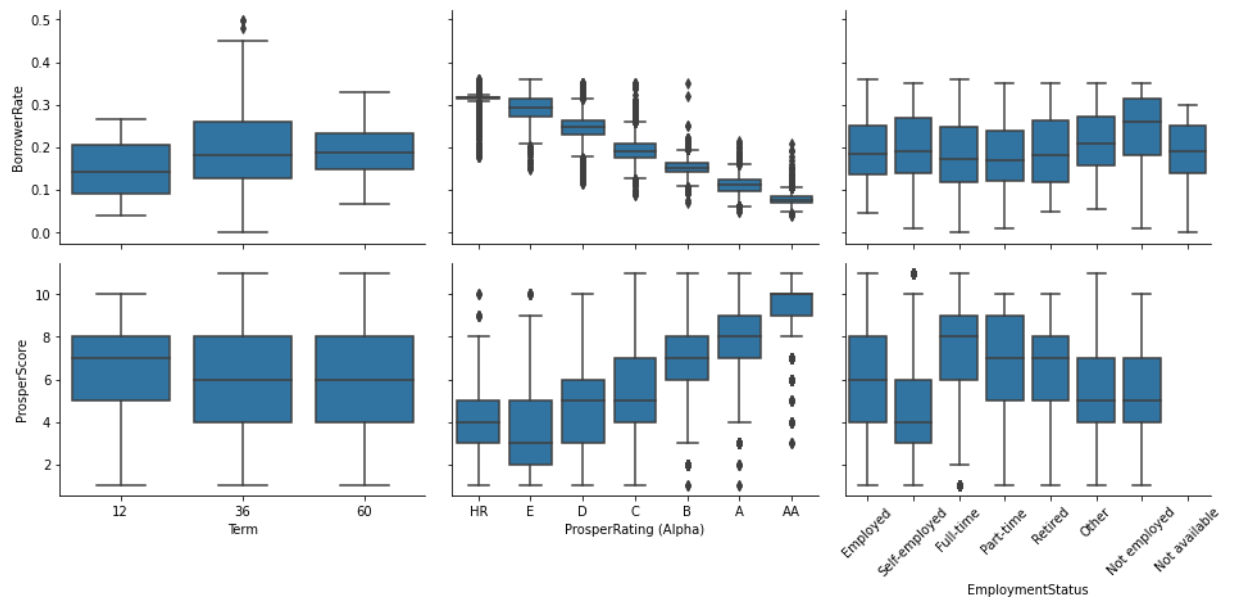 0.5
0.4
0.3
0.2
0.1
0.0
BorrowerRate
10
8
6
4
2
ProsperScore
12 36 60
Term
HR E D C B A AA
ProsperRating (Alpha)
Employed
Self-employed
Full-time
Part-time
Retired
Other
Not employed
Not available
EmploymentStatus